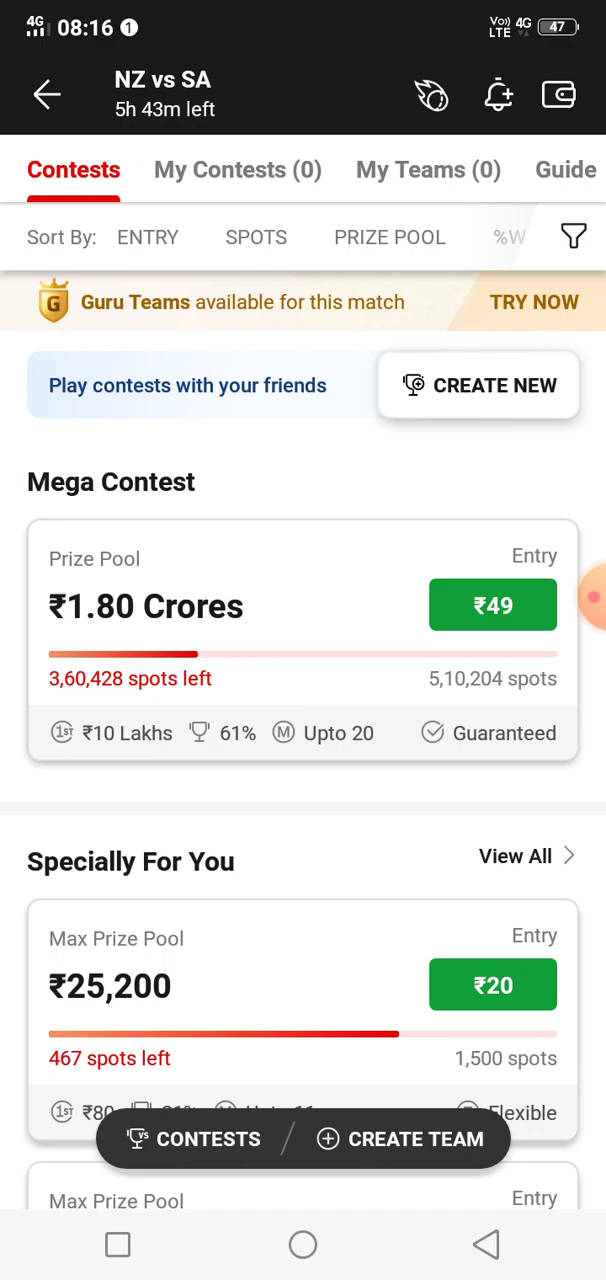 4G 08:16 1 Vo) LTE 4G 47
NZ vs SA
5h 43m left
Contests My Contests (0) My Teams (0) Guide
Sort By: ENTRY SPOTS PRIZE POOL %W
G Guru Teams available for this match TRY NOW
Play contests with your friends CREATE NEW
Mega Contest
Prize Pool Entry
₹1.80 Crores ₹49
3,60,428 spots left 5,10,204 spots
1ST ₹10 Lakhs 61% M Upto 20 Guaranteed
Specially For You View All
Max Prize Pool Entry
₹25,200 ₹20
467 spots left 1,500 spots
1ST Flexible
VS CONTESTS CREATE TEAM
Max Prize Pool Entry